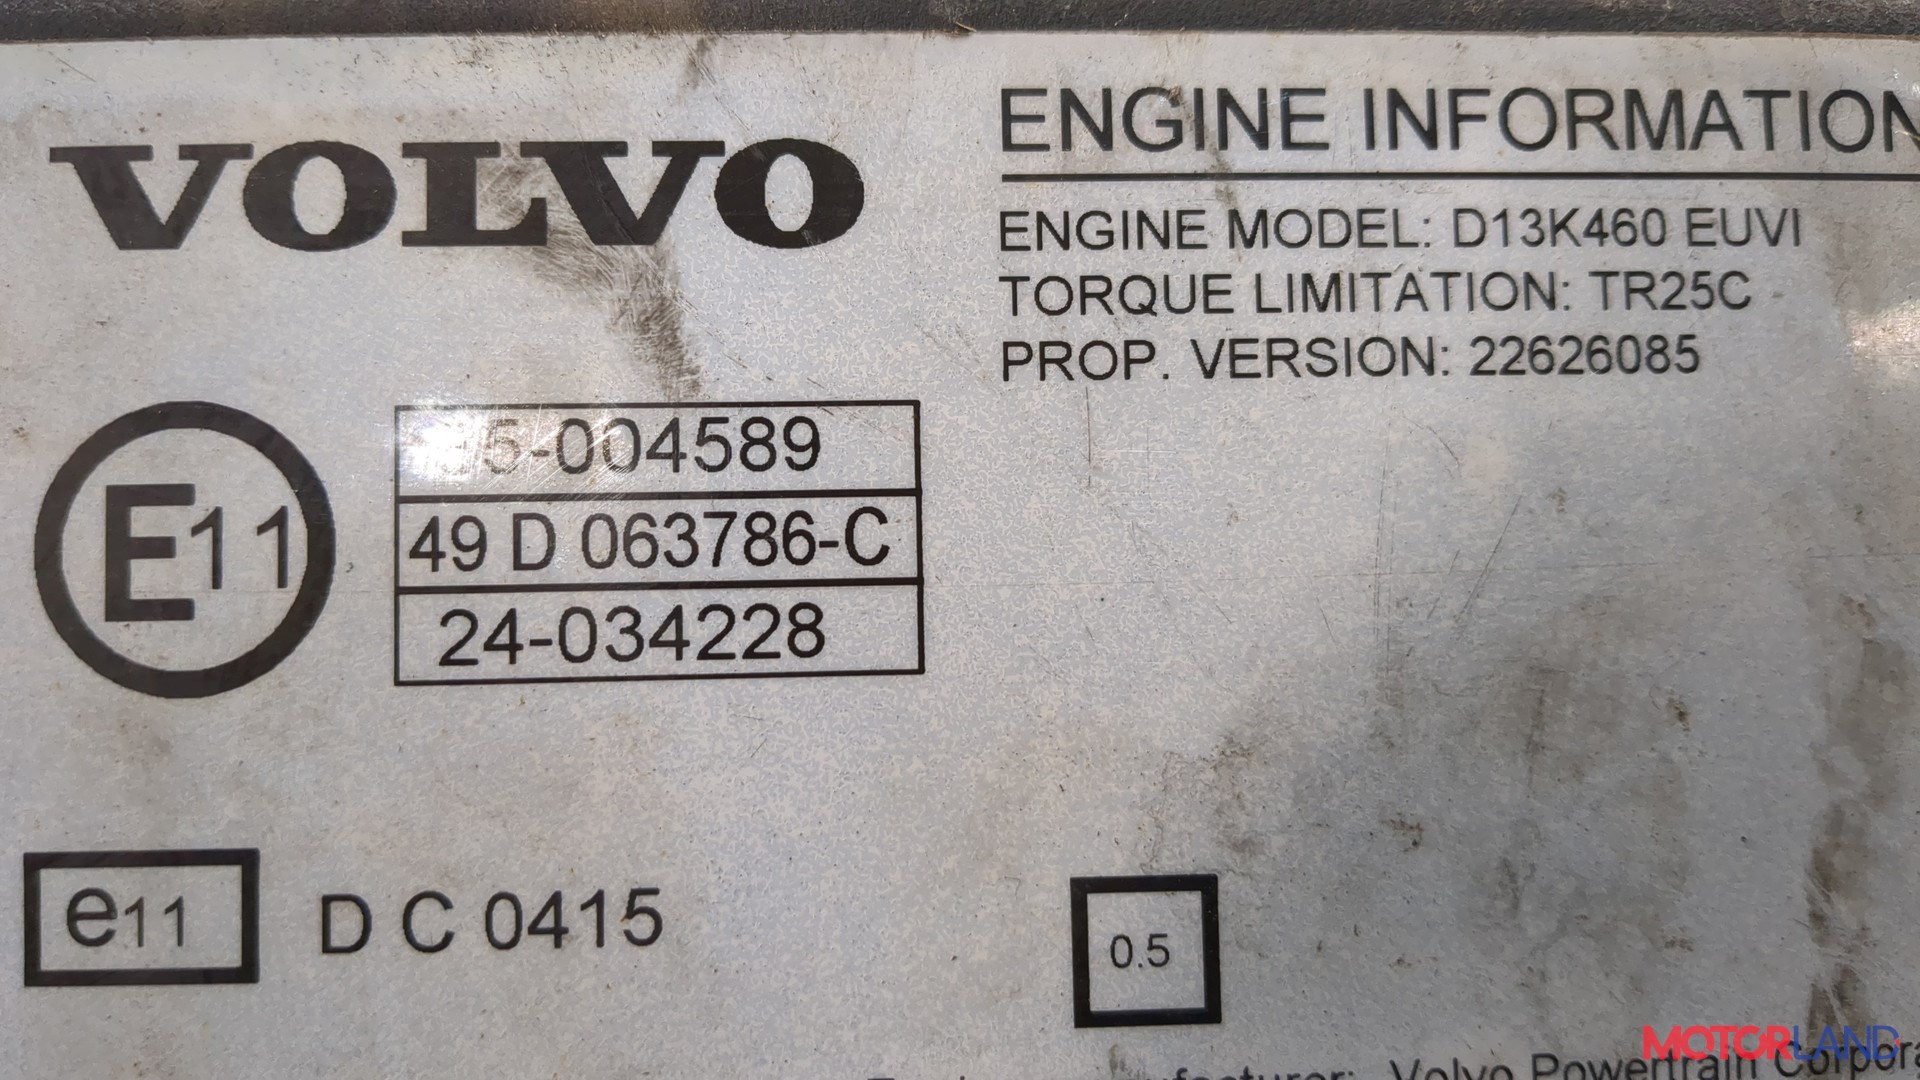 VOLVO
ENGINE INFORMATION
ENGINE MODEL: D13K460 EUVI
TORQUE LIMITATION: TR25C
PROP. VERSION: 22626085
E11
5-004589
49 D 063786-C
24-034228
e11
D C 0415
0.5
Volvo Powertrain
MOTORLAND